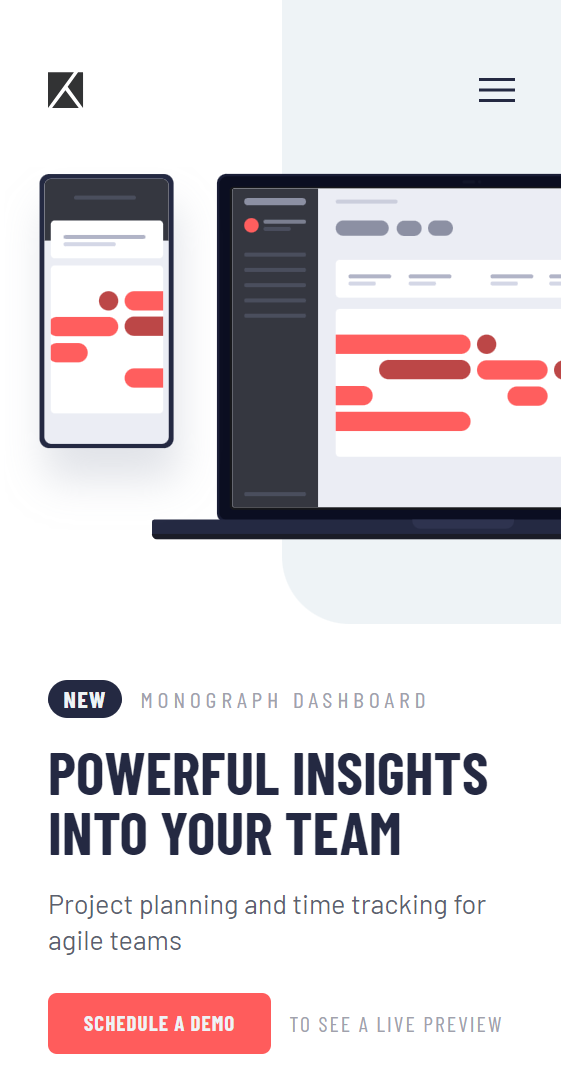 NEW MONOGRAPH DASHBOARD
POWERFUL INSIGHTS
INTO YOUR TEAM
Project planning and time tracking for
agile teams
SCHEDULE A DEMO TO SEE A LIVE PREVIEW